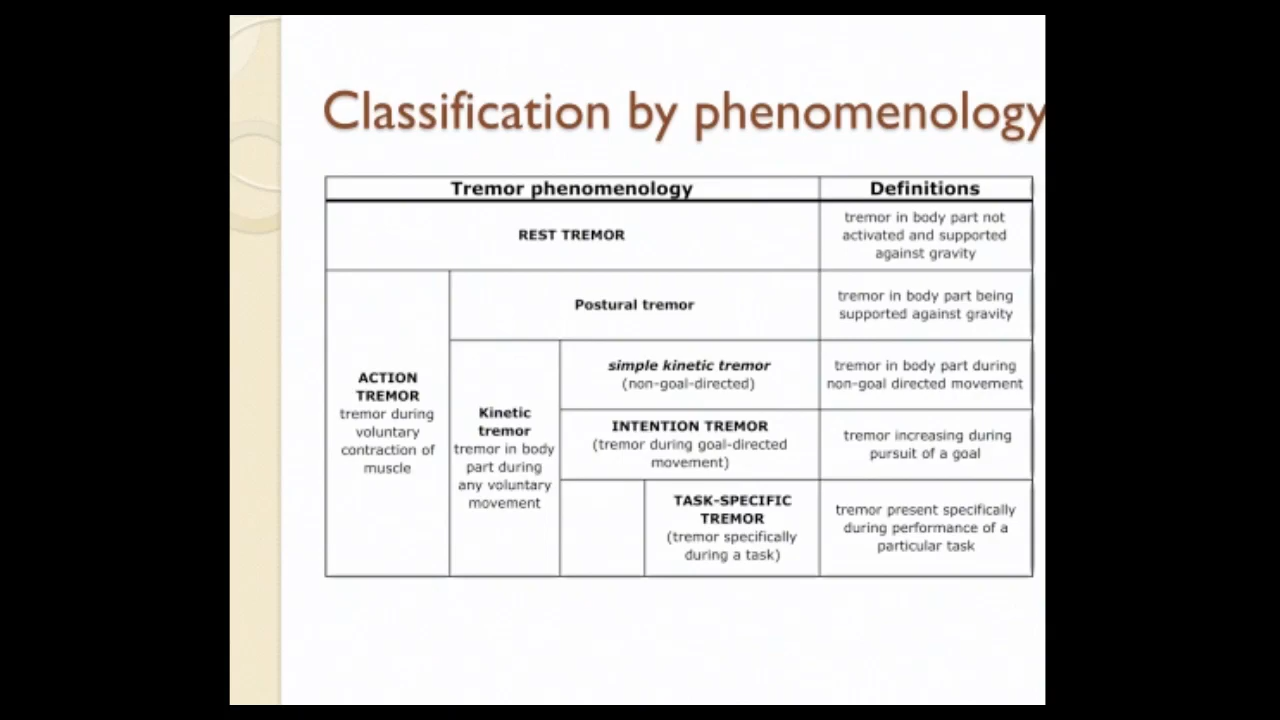 Classification by phenomenology
Tremor phenomenology
Definitions
REST TREMOR
tremor in body part not
activated and supported
against gravity
ACTION
TREMOR
tremor during
voluntary
contraction of
muscle
Postural tremor
tremor in body part being
supported against gravity
Kinetic
tremor
tremor in body
part during
any voluntary
movement
simple kinetic tremor
(non-goal-directed)
tremor in body part during
non-goal directed movement
INTENTION TREMOR
(tremor during goal-directed
movement)
tremor increasing during
pursuit of a goal
TASK-SPECIFIC
TREMOR
(tremor specifically
during a task)
tremor present specifically
during performance of a
particular task